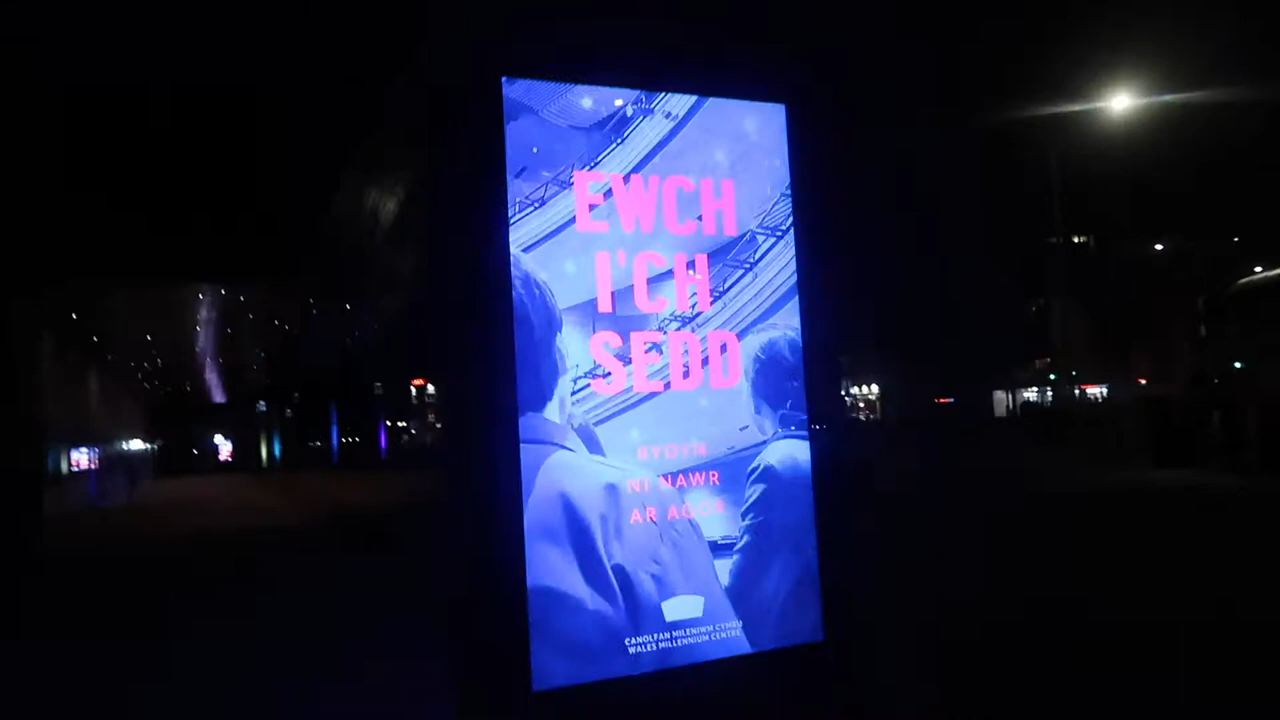 EWCH
I'CH
SEDD
RYDYN
NI NAWR
AR AGOR
CANOLFAN MILENIWM CYMRU
WALES MILLENNIUM CENTRE